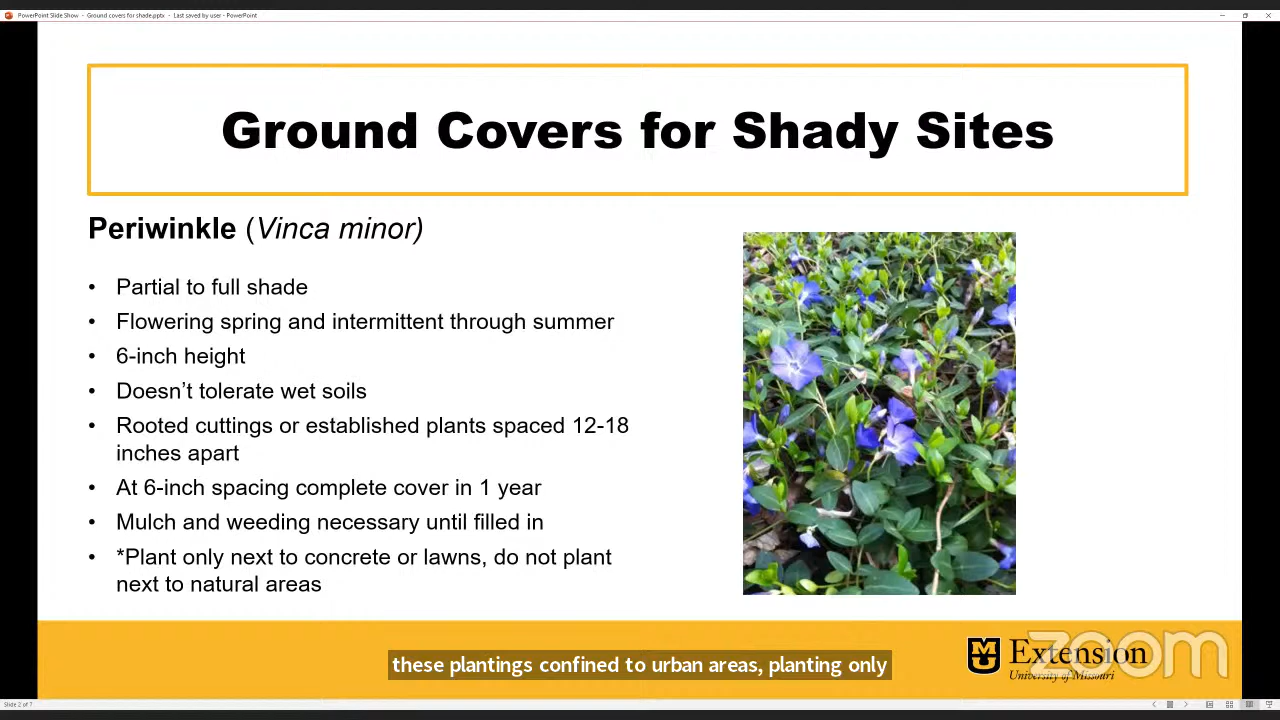 PowerPoint Slide Show - Ground covers for shade.pptx - Last saved by user - PowerPoint
Ground Covers for Shady Sites
Periwinkle (Vinca minor)
• Partial to full shade
• Flowering spring and intermittent through summer
• 6-inch height
• Doesn’t tolerate wet soils
• Rooted cuttings or established plants spaced 12-18
inches apart
• At 6-inch spacing complete cover in 1 year
• Mulch and weeding necessary until filled in
• *Plant only next to concrete or lawns, do not plant
next to natural areas
these plantings confined to urban areas, planting only
MU Extension
University of Missouri
zoom
Slide 2 of 7